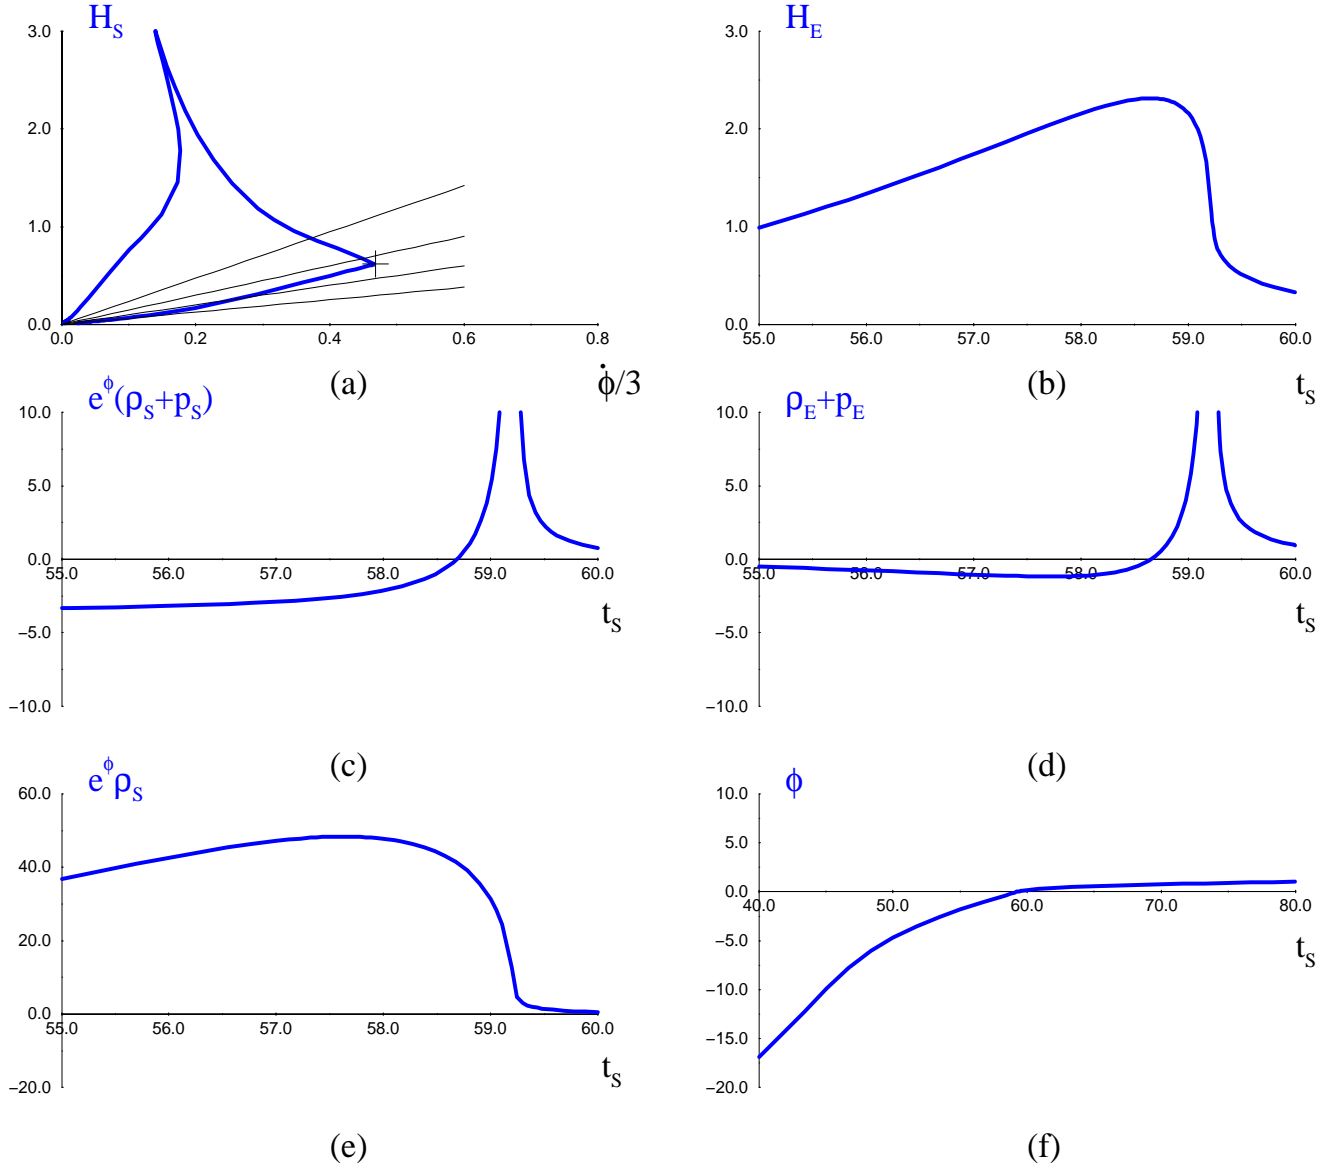 H_S
3.0
2.0
1.0
0.0
0.0 0.2 0.4 0.6 0.8
(a)
φ̇/3
H_E
3.0
2.0
1.0
0.0
55.0 56.0 57.0 58.0 59.0 60.0
(b)
t_S
e^φ(ρ_S+p_S)
10.0
5.0
0.0
−5.0
−10.0
55.0 56.0 57.0 58.0 59.0 60.0
t_S
(c)
ρ_E+p_E
10.0
5.0
0.0
−5.0
−10.0
55.0 56.0 57.0 58.0 59.0 60.0
t_S
(d)
e^φρ_S
60.0
40.0
20.0
0.0
−20.0
55.0 56.0 57.0 58.0 59.0 60.0
t_S
(e)
φ
10.0
5.0
0.0
−5.0
−10.0
−15.0
−20.0
40.0 50.0 60.0 70.0 80.0
t_S
(f)